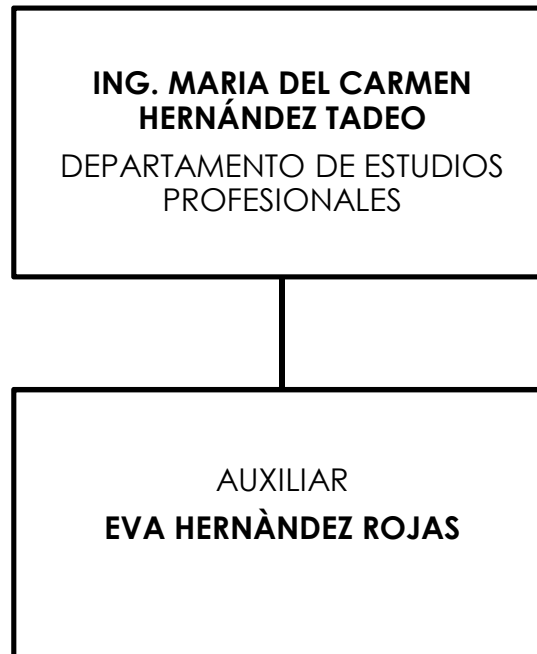 ING. MARIA DEL CARMEN
HERNÁNDEZ TADEO
DEPARTAMENTO DE ESTUDIOS
PROFESIONALES
AUXILIAR
EVA HERNÀNDEZ ROJAS